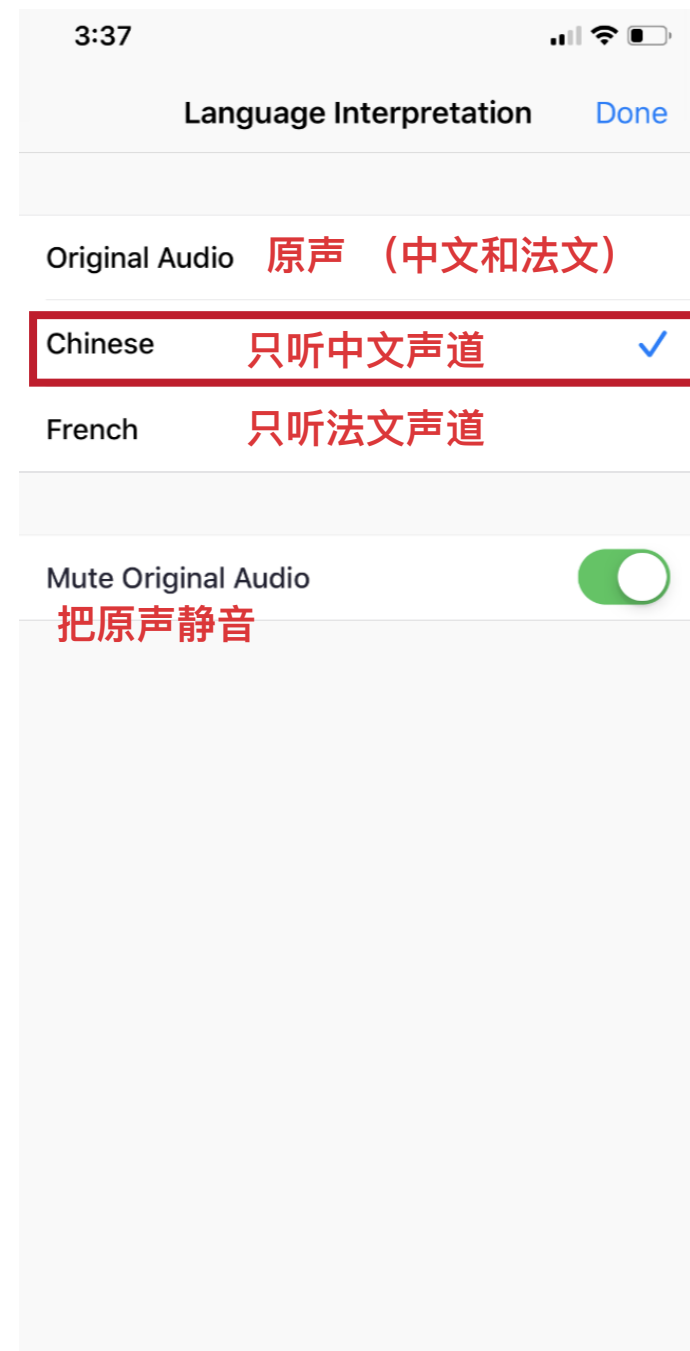 3:37
Language Interpretation Done
Original Audio 原声 （中文和法文）
Chinese 只听中文声道
French 只听法文声道
Mute Original Audio
把原声静音